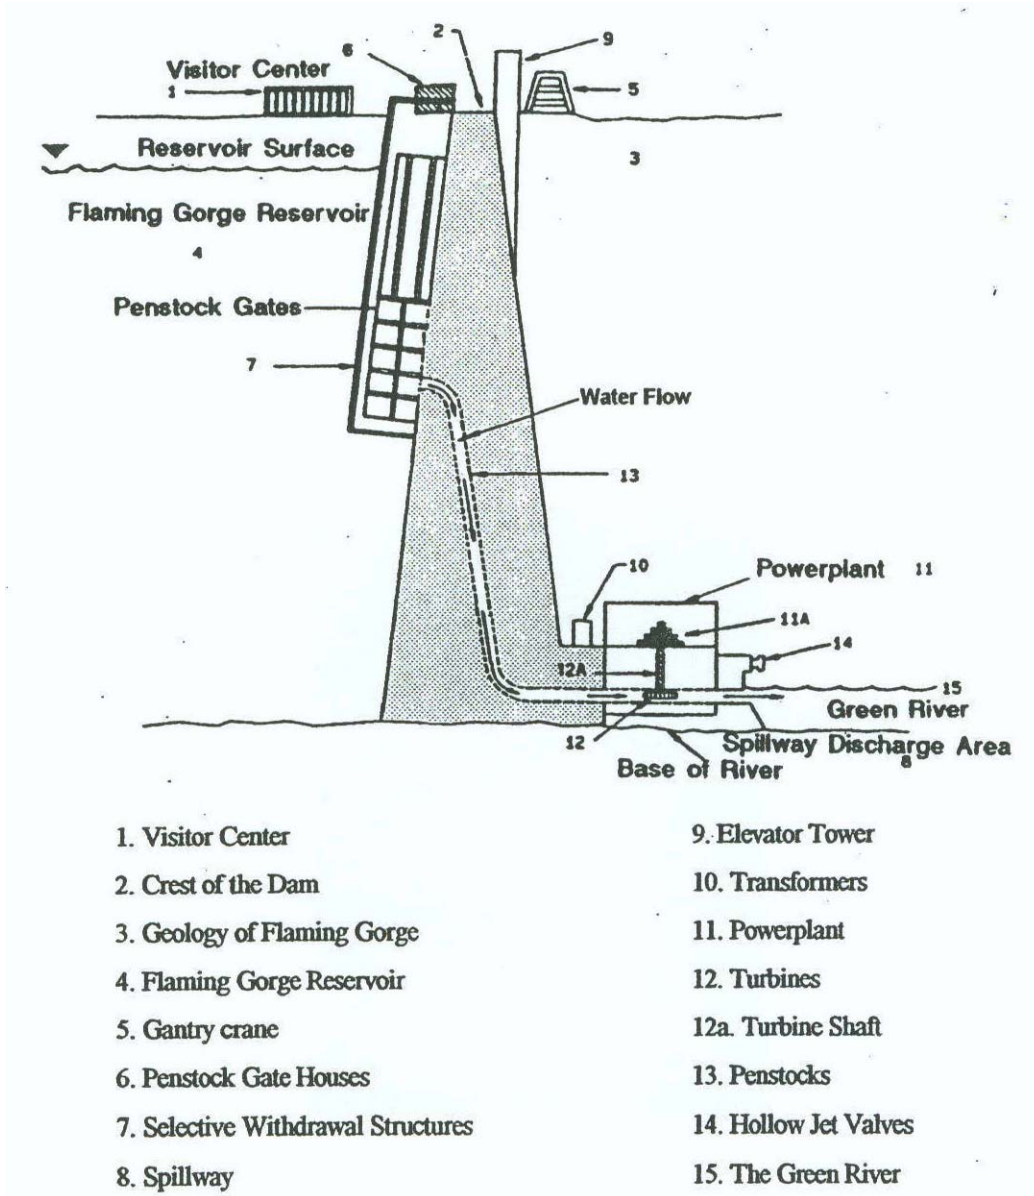 2
9
6
Visitor Center
1
5
Reservoir Surface
3
Flaming Gorge Reservoir
4
Penstock Gates
7
Water Flow
13
10
Powerplant 11
11A
14
12A
15
Green River
12
Spillway Discharge Area
8
Base of River
1. Visitor Center
2. Crest of the Dam
3. Geology of Flaming Gorge
4. Flaming Gorge Reservoir
5. Gantry crane
6. Penstock Gate Houses
7. Selective Withdrawal Structures
8. Spillway
9. Elevator Tower
10. Transformers
11. Powerplant
12. Turbines
12a. Turbine Shaft
13. Penstocks
14. Hollow Jet Valves
15. The Green River